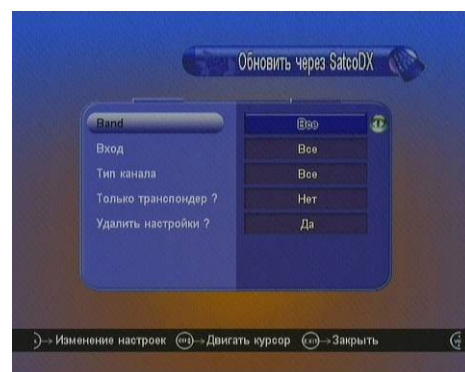 Обновить через SatcoDX
Band Все
Вход Все
Тип канала Все
Только транспондер ? Нет
Удалить настройки ? Да
→ Изменение настроек → Двигать курсор EXIT → Закрыть